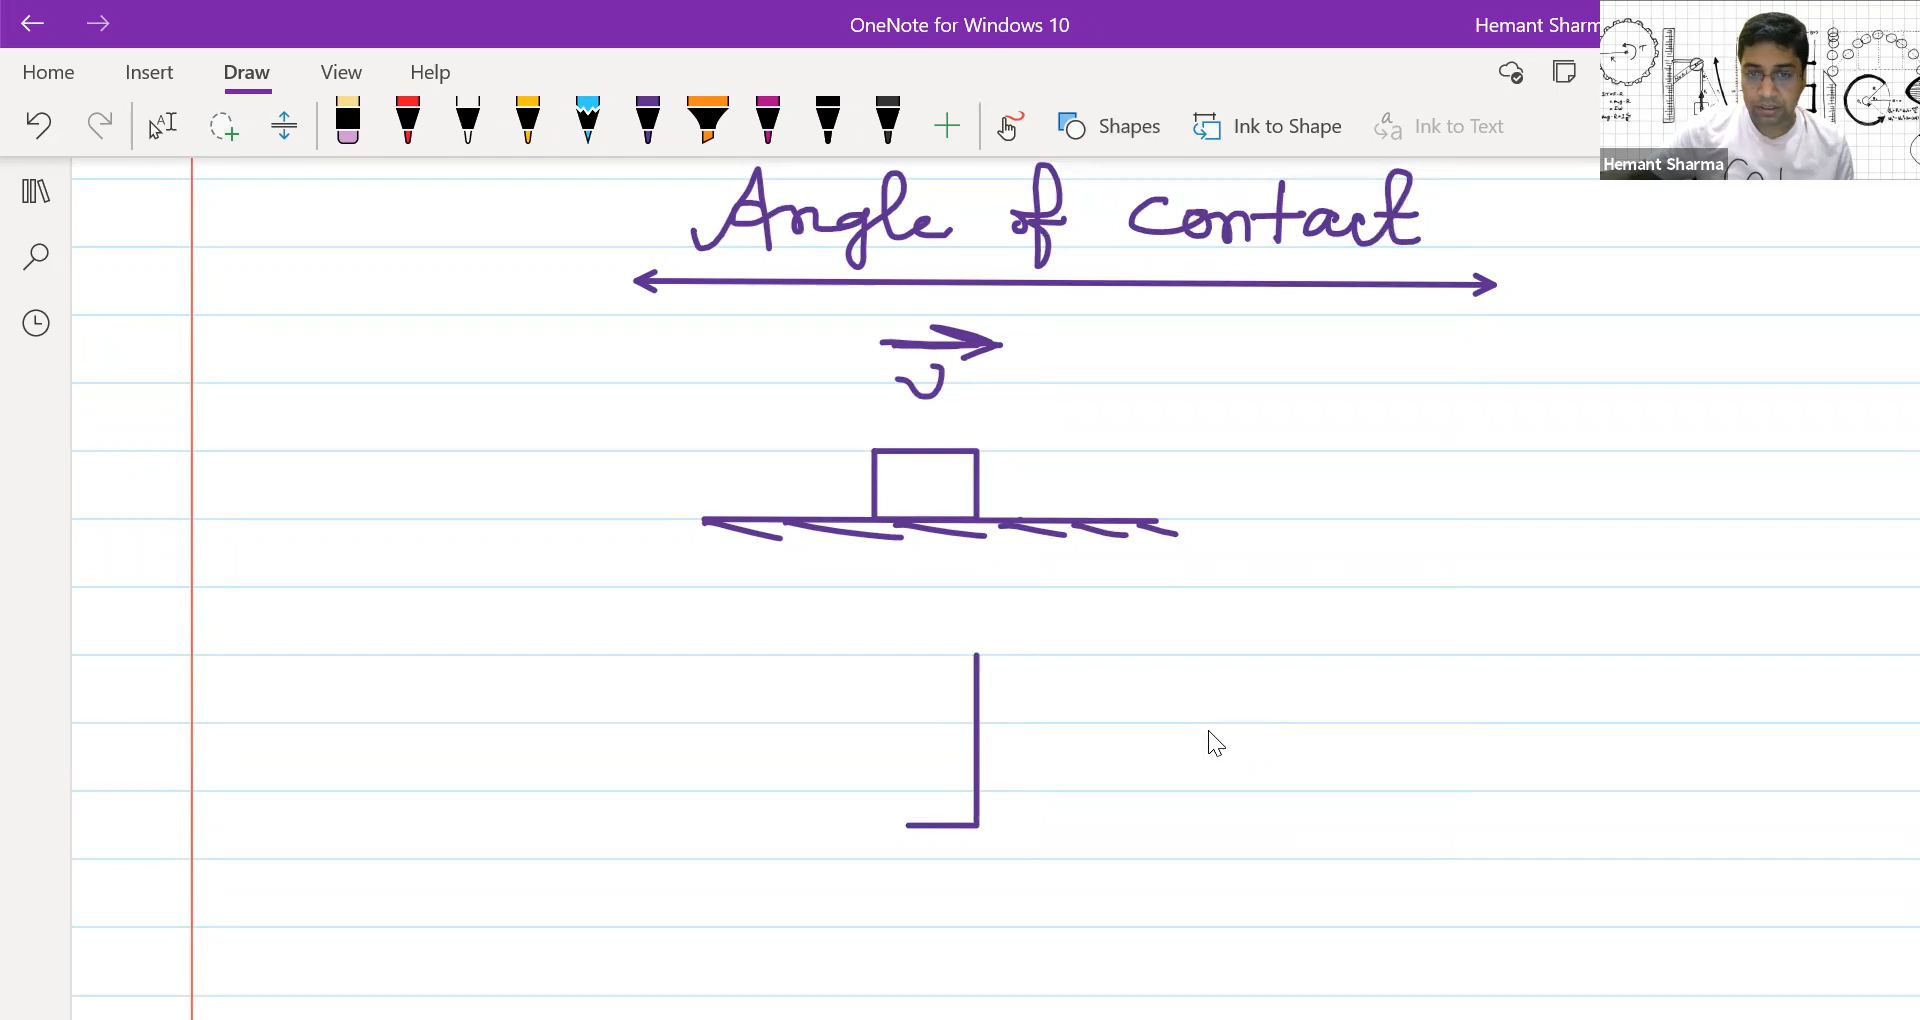 OneNote for Windows 10
Hemant Sharm
Home Insert Draw View Help
Shapes Ink to Shape Ink to Text
Hemant Sharma
Angle of contact
υ